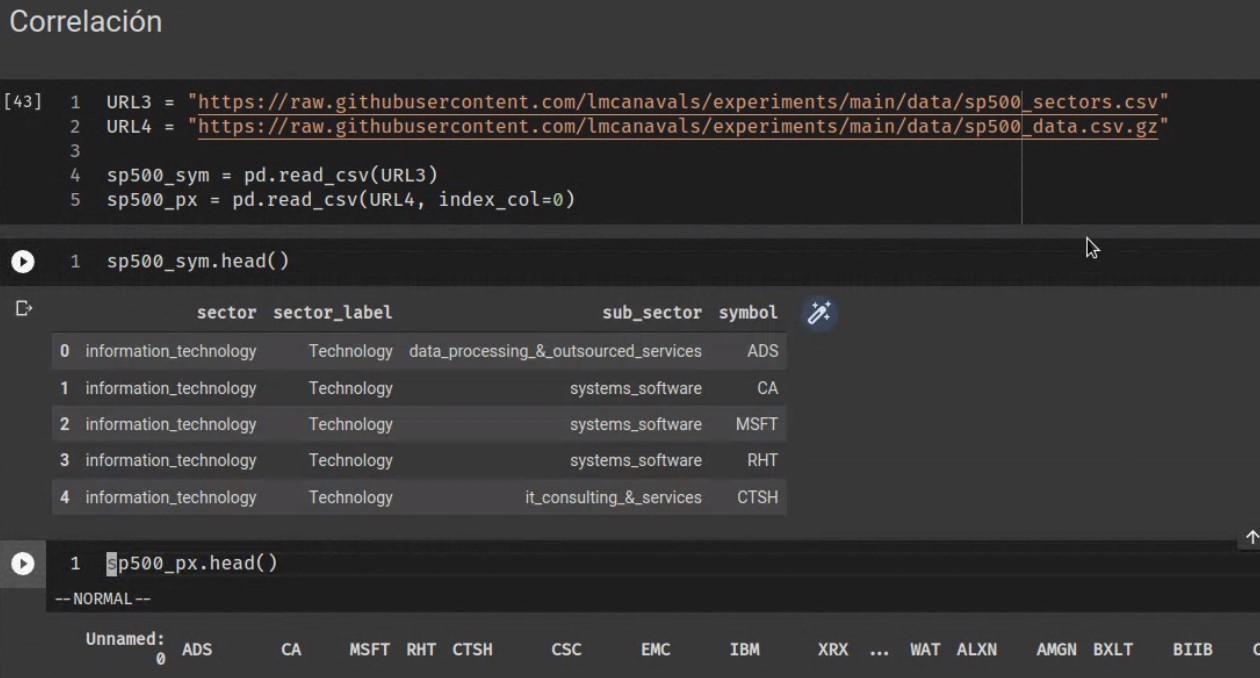 Correlación
[43] 1 URL3 = "https://raw.githubusercontent.com/lmcanavals/experiments/main/data/sp500_sectors.csv"
2 URL4 = "https://raw.githubusercontent.com/lmcanavals/experiments/main/data/sp500_data.csv.gz"
3
4 sp500_sym = pd.read_csv(URL3)
5 sp500_px = pd.read_csv(URL4, index_col=0)
1 sp500_sym.head()
sector sector_label sub_sector symbol
0 information_technology Technology data_processing_&_outsourced_services ADS
1 information_technology Technology systems_software CA
2 information_technology Technology systems_software MSFT
3 information_technology Technology systems_software RHT
4 information_technology Technology it_consulting_&_services CTSH
1 sp500_px.head()
--NORMAL--
Unnamed: 0 ADS CA MSFT RHT CTSH CSC EMC IBM XRX ... WAT ALXN AMGN BXLT BIIB